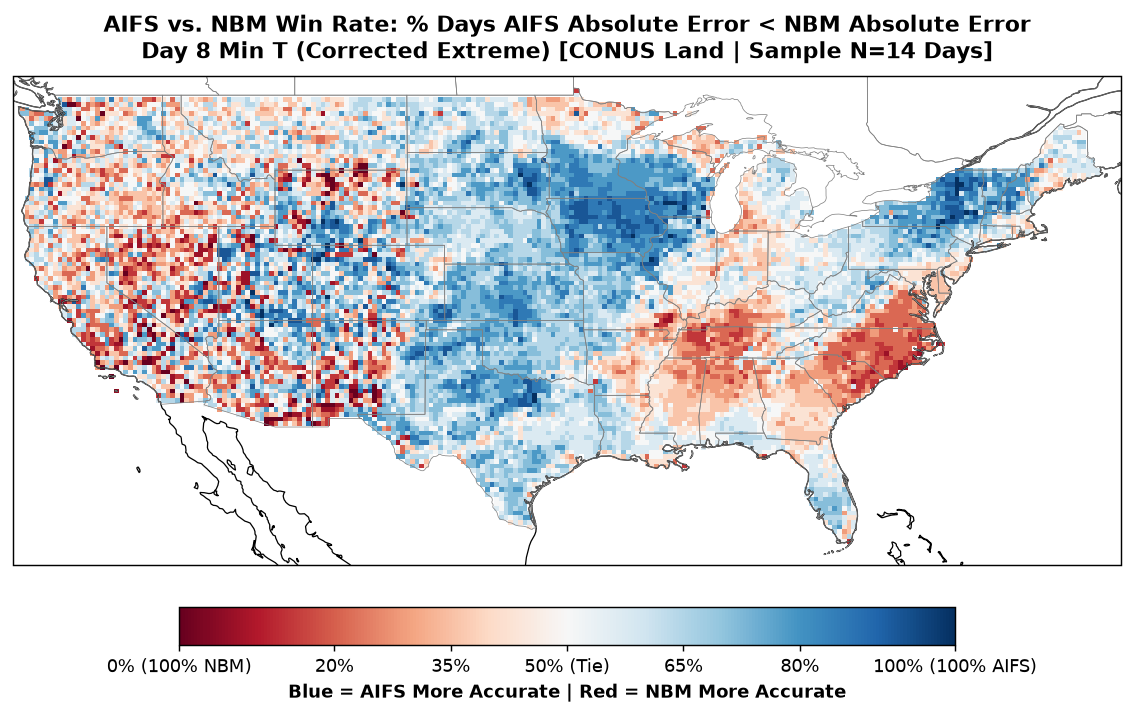 AIFS vs. NBM Win Rate: % Days AIFS Absolute Error < NBM Absolute Error
Day 8 Min T (Corrected Extreme) [CONUS Land | Sample N=14 Days]
0% (100% NBM) 20% 35% 50% (Tie) 65% 80% 100% (100% AIFS)
Blue = AIFS More Accurate | Red = NBM More Accurate